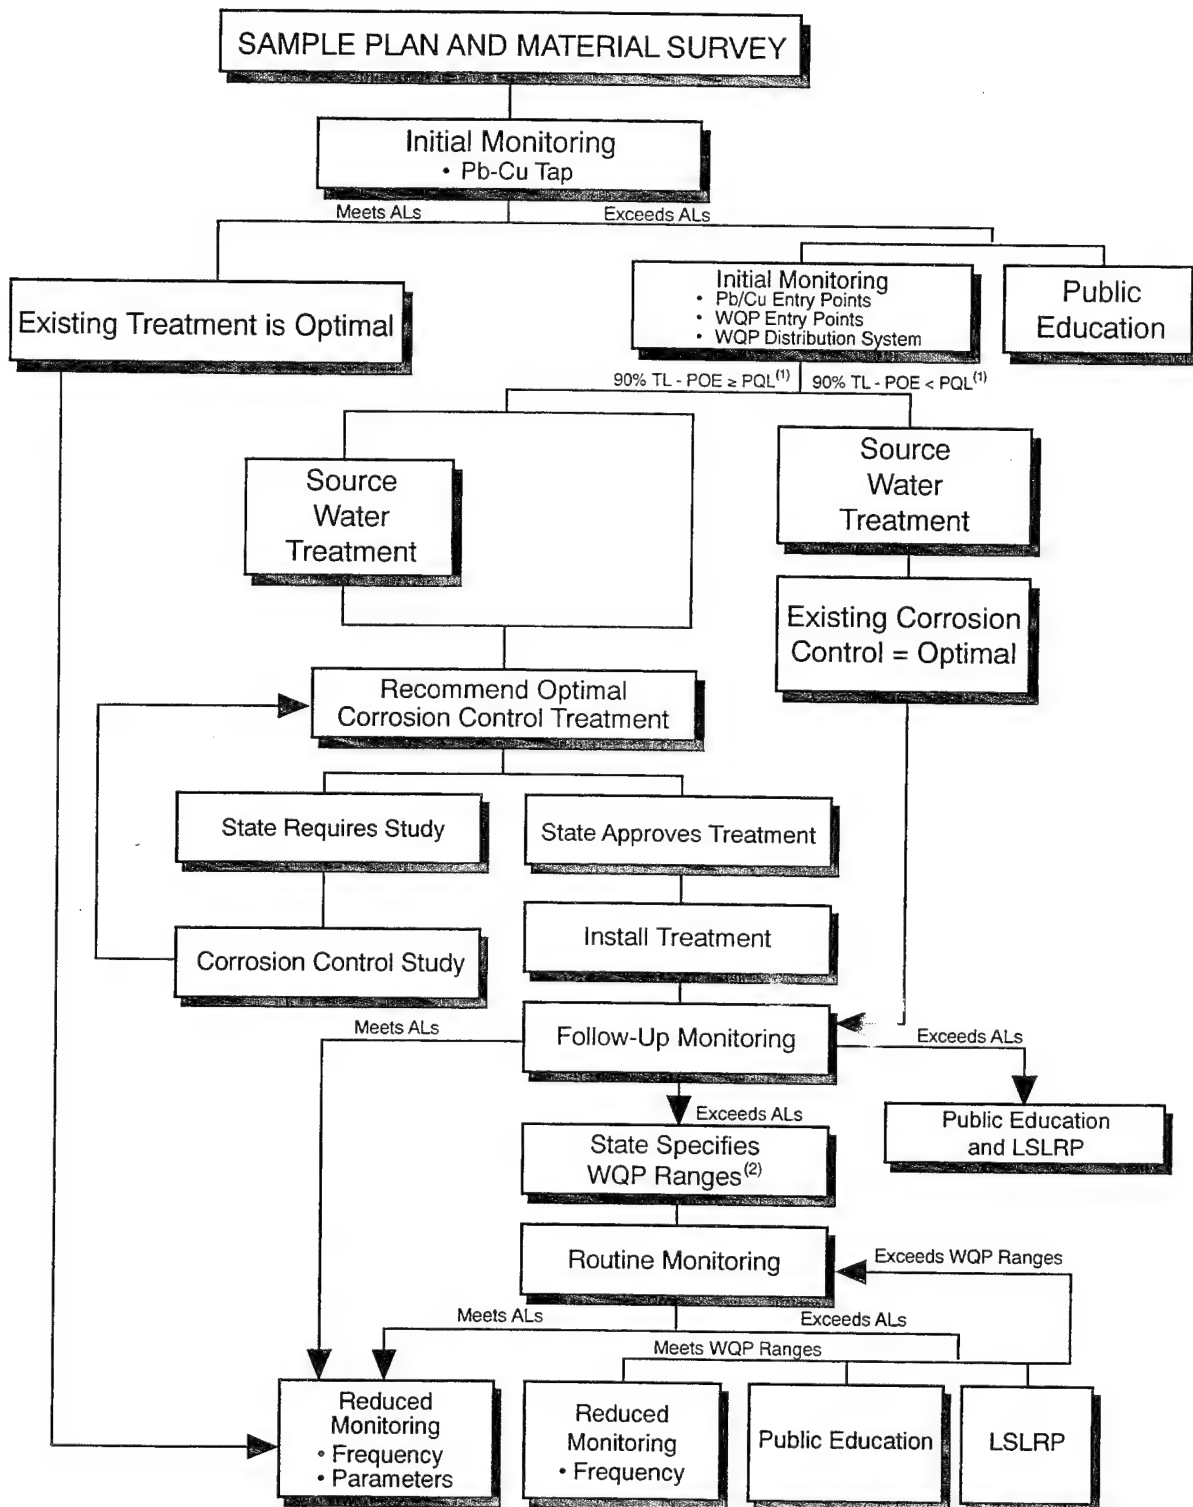 SAMPLE PLAN AND MATERIAL SURVEY
Initial Monitoring
• Pb-Cu Tap
Meets ALs
Exceeds ALs
Existing Treatment is Optimal
Initial Monitoring
• Pb/Cu Entry Points
• WQP Entry Points
• WQP Distribution System
Public
Education
90% TL - POE ≥ PQL(1)
90% TL - POE < PQL(1)
Source
Water
Treatment
Source
Water
Treatment
Existing Corrosion
Control = Optimal
Recommend Optimal
Corrosion Control Treatment
State Requires Study
State Approves Treatment
Corrosion Control Study
Install Treatment
Meets ALs
Follow-Up Monitoring
Exceeds ALs
Exceeds ALs
Public Education
and LSLRP
State Specifies
WQP Ranges(2)
Routine Monitoring
Exceeds WQP Ranges
Meets ALs
Exceeds ALs
Meets WQP Ranges
Reduced
Monitoring
• Frequency
• Parameters
Reduced
Monitoring
• Frequency
Public Education
LSLRP